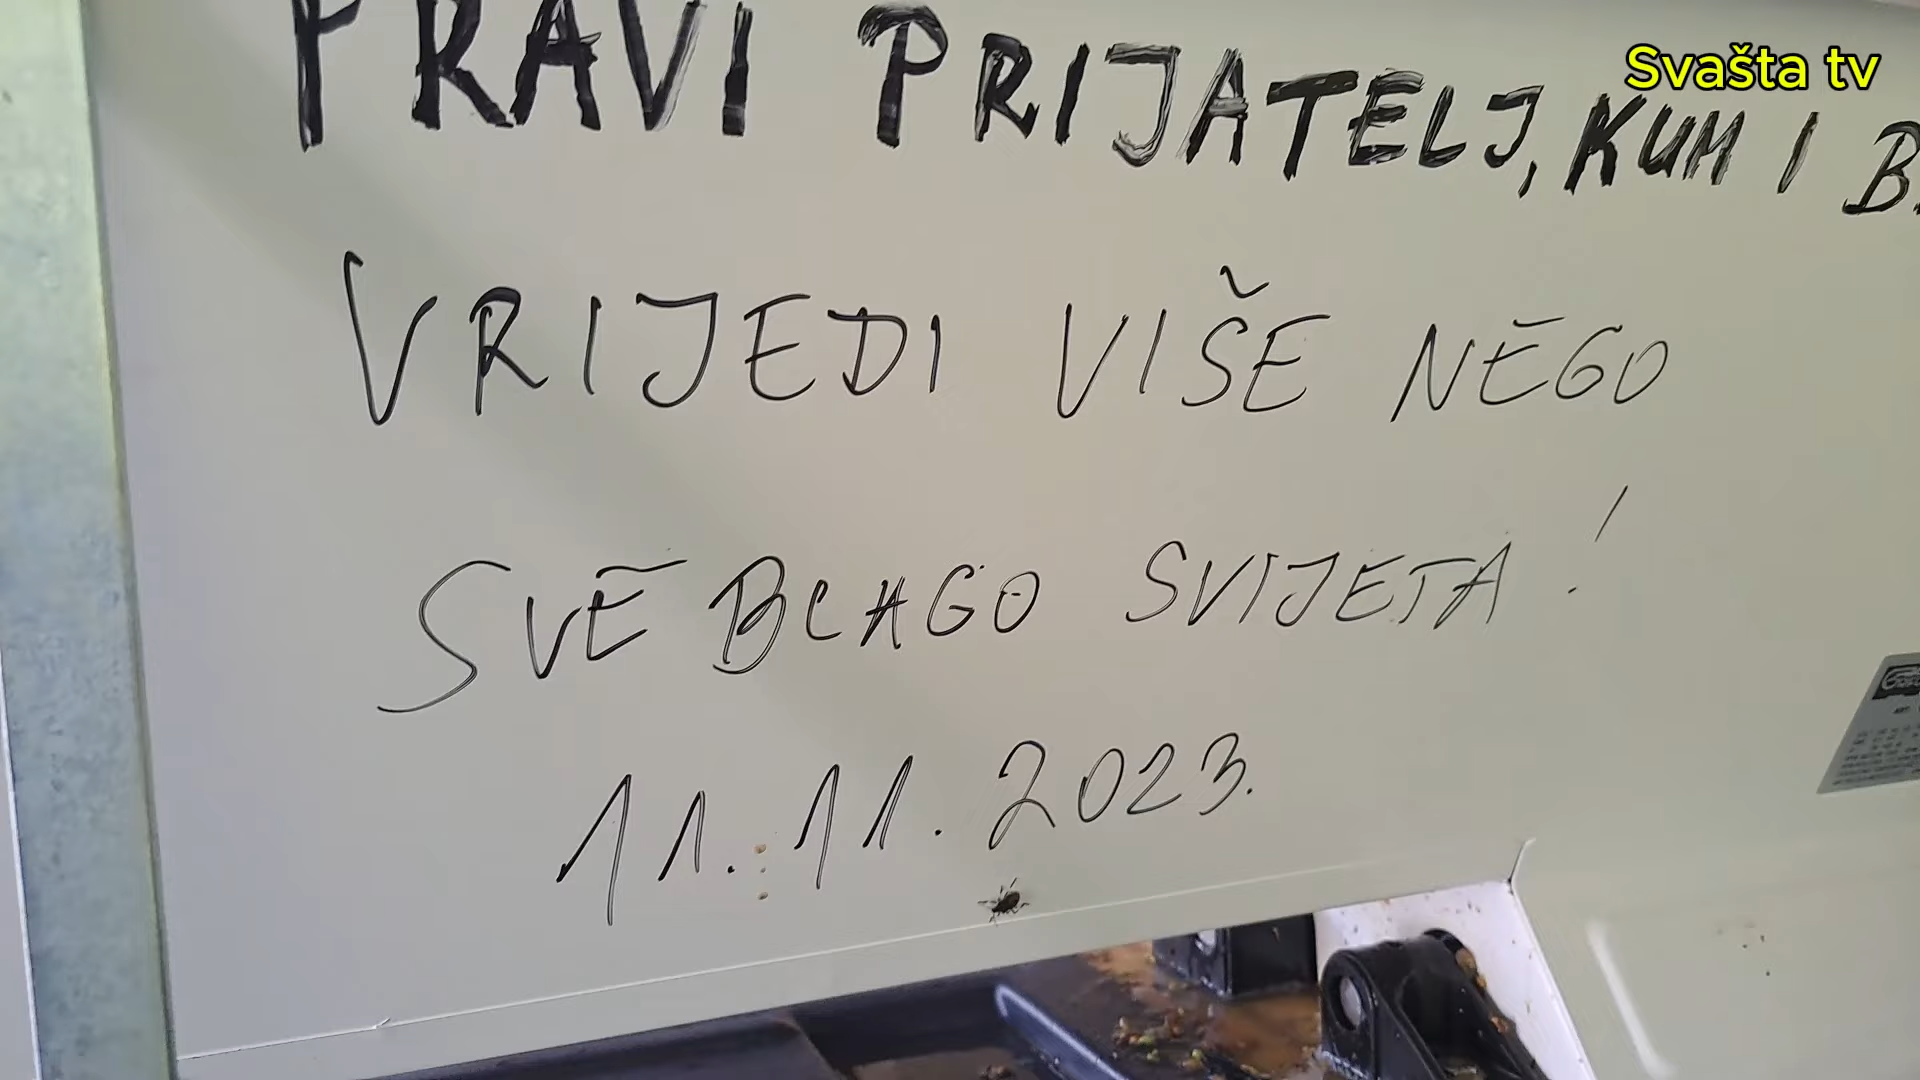 Svašta tv
PRAVI PRIJATELJ, KUM I
VRIJEDI VIŠE NEGO
SVE BLAGO SVIJETA!
11.11.2023.